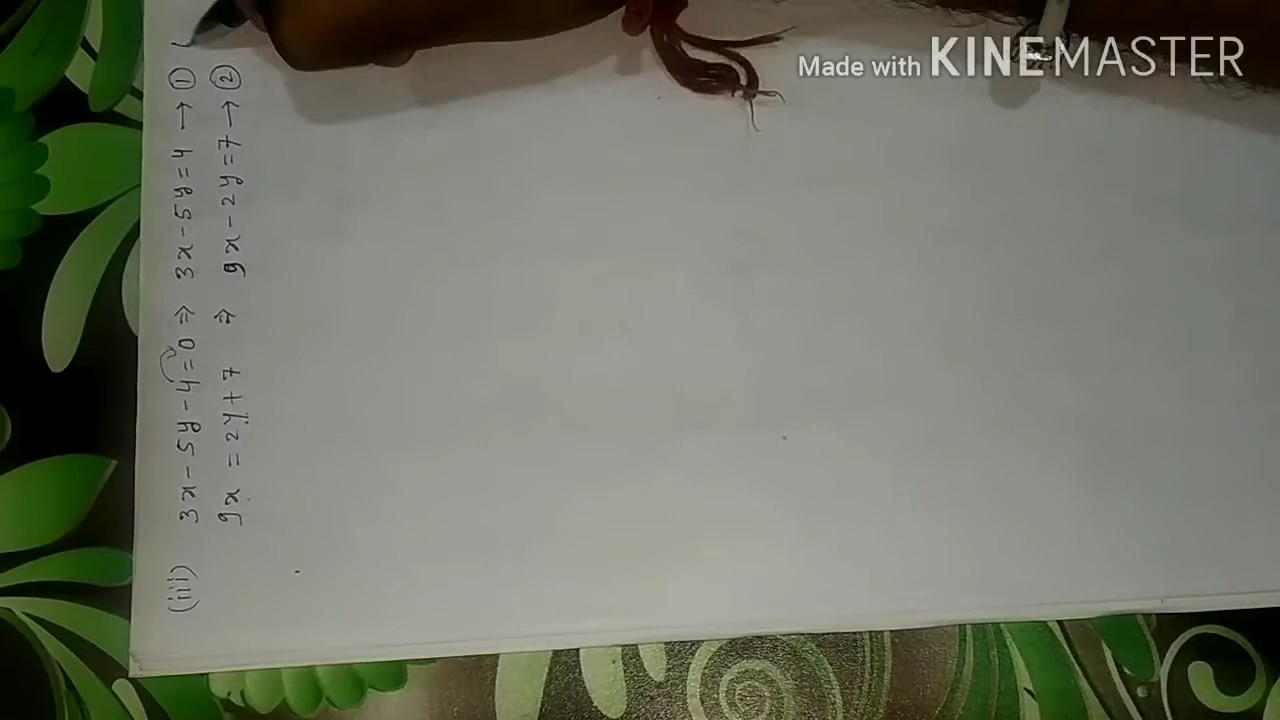 (iii) 3x - 5y - 4 = 0 ⇒ 3x - 5y = 4 → ①
9x = 2y + 7 ⇒ 9x - 2y = 7 → ②
Made with KINEMASTER